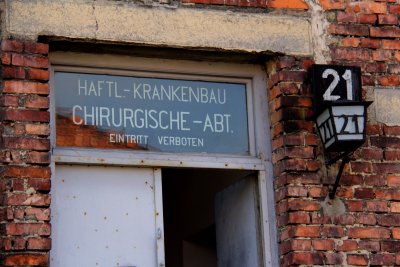 HAFTL.-KRANKENBAU
CHIRURGISCHE-ABT.
EINTRITT VERBOTEN
21
21